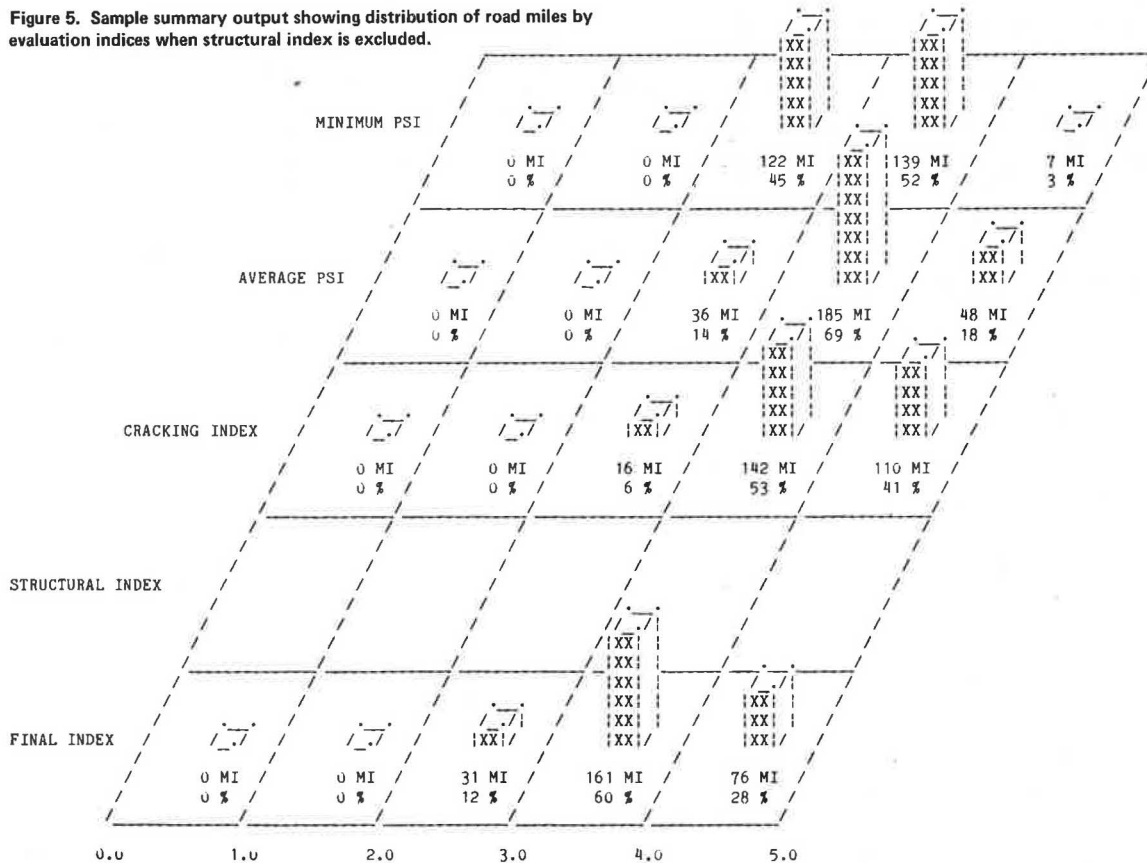 Figure 5. Sample summary output showing distribution of road miles by
evaluation indices when structural index is excluded.
MINIMUM PSI
0 MI 0 MI 122 MI 139 MI 7 MI
0 % 0 % 45 % 52 % 3 %
AVERAGE PSI
0 MI 0 MI 36 MI 185 MI 48 MI
0 % 0 % 14 % 69 % 18 %
CRACKING INDEX
0 MI 0 MI 16 MI 142 MI 110 MI
0 % 0 % 6 % 53 % 41 %
STRUCTURAL INDEX
FINAL INDEX
0 MI 0 MI 31 MI 161 MI 76 MI
0 % 0 % 12 % 60 % 28 %
0.0 1.0 2.0 3.0 4.0 5.0